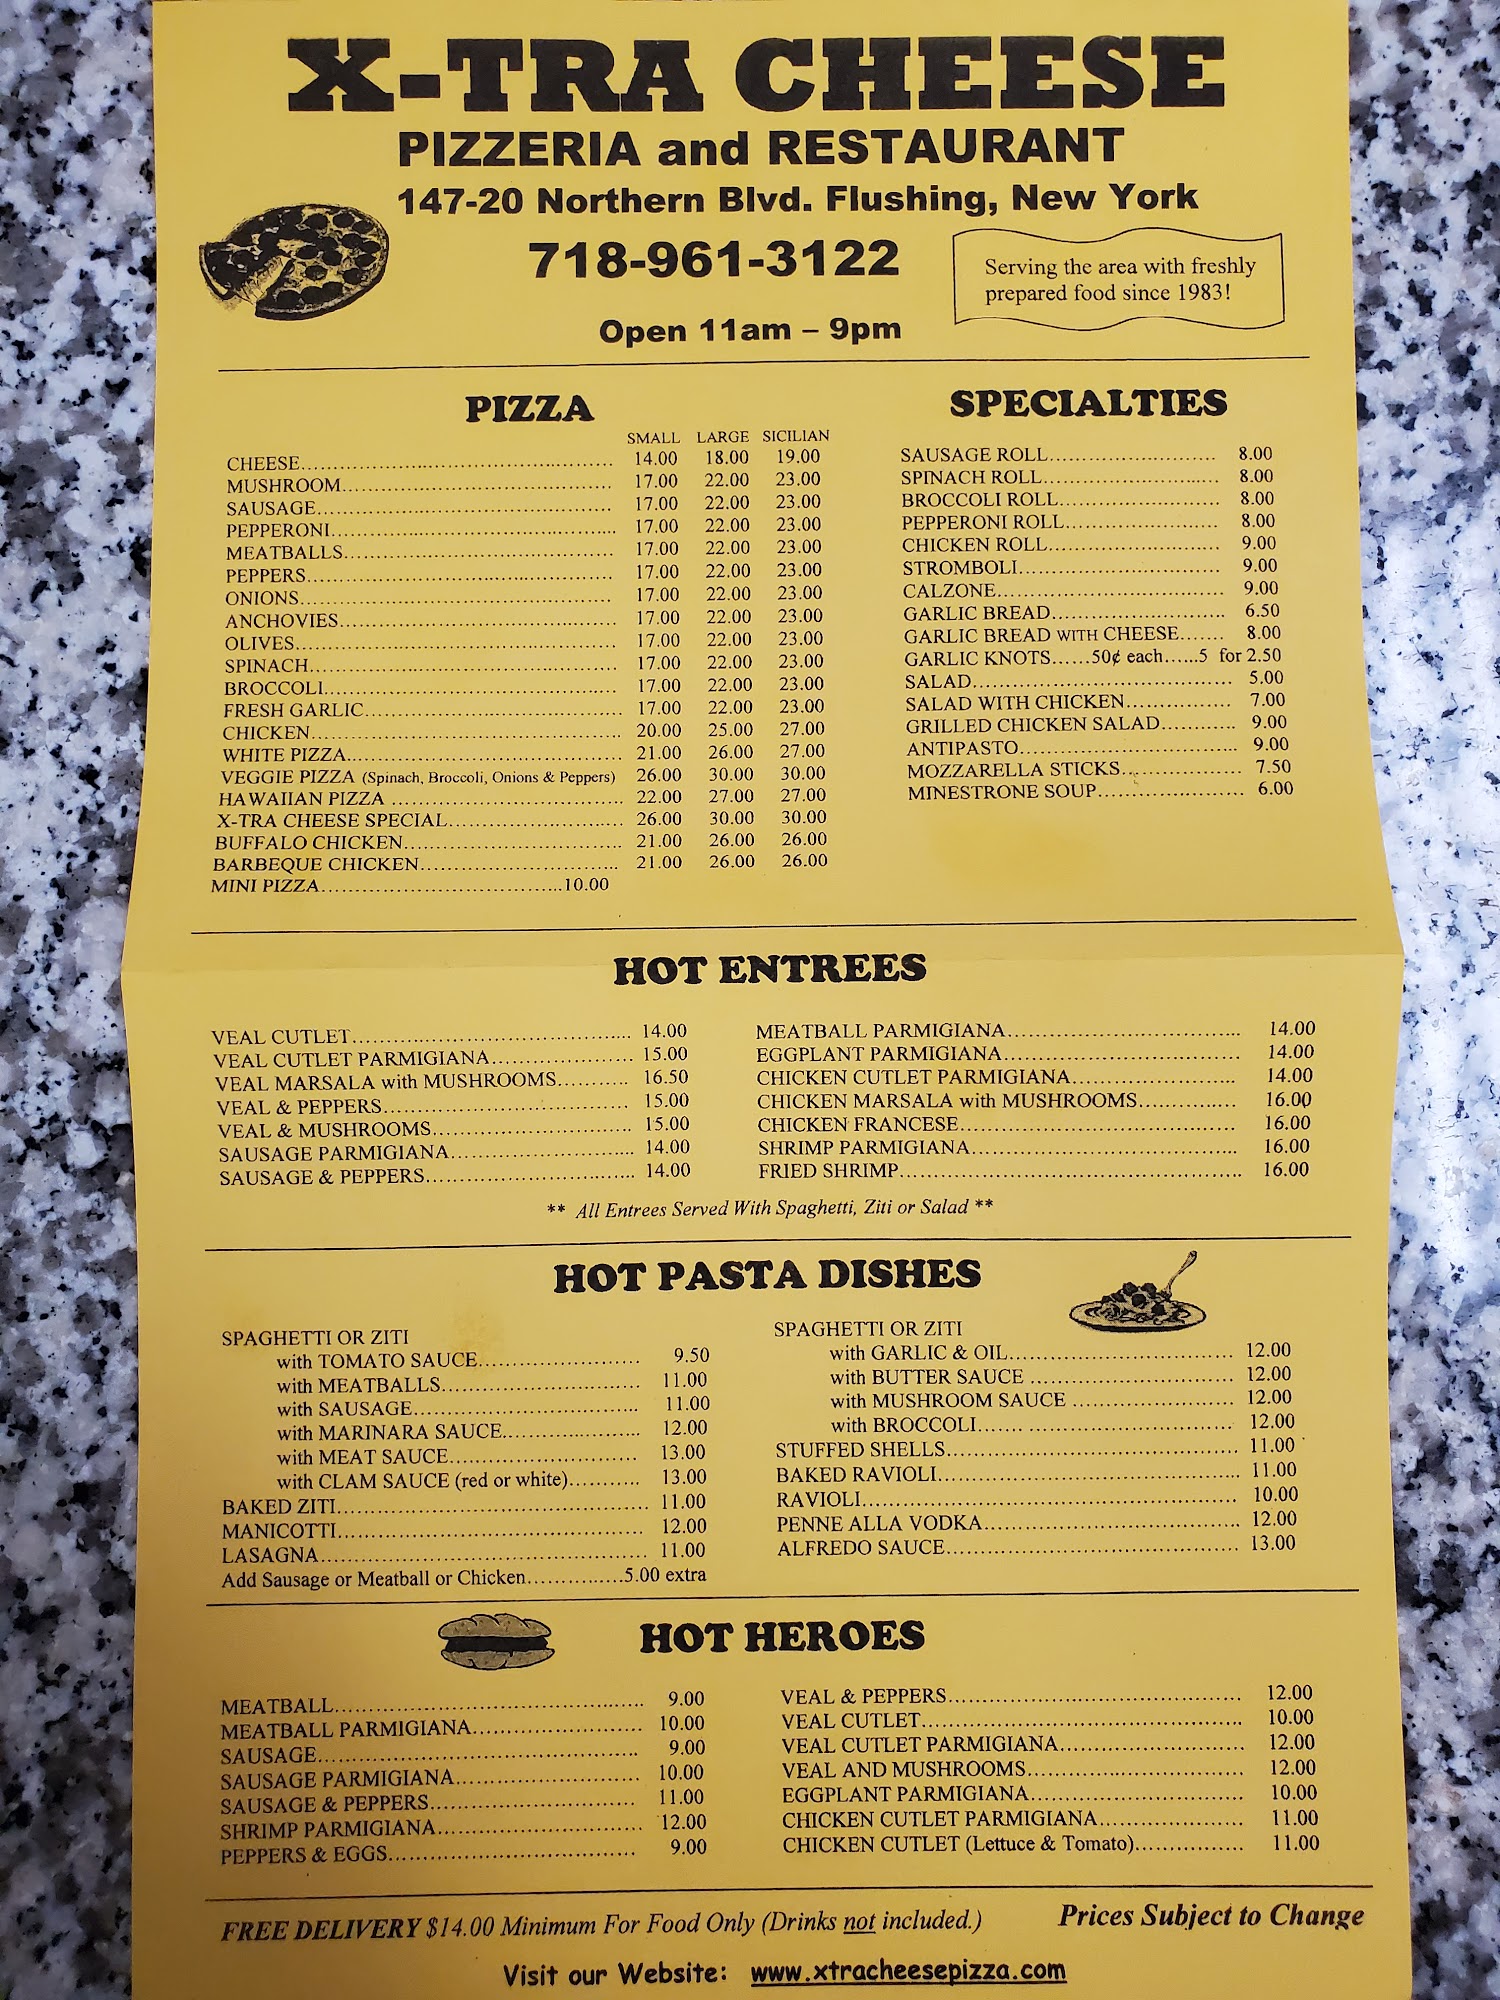 X-TRA CHEESE
PIZZERIA and RESTAURANT
147-20 Northern Blvd. Flushing, New York
718-961-3122
Serving the area with freshly
prepared food since 1983!
Open 11am – 9pm
PIZZA
SMALL LARGE SICILIAN
CHEESE 14.00 18.00 19.00
MUSHROOM 17.00 22.00 23.00
SAUSAGE 17.00 22.00 23.00
PEPPERONI 17.00 22.00 23.00
MEATBALLS 17.00 22.00 23.00
PEPPERS 17.00 22.00 23.00
ONIONS 17.00 22.00 23.00
ANCHOVIES 17.00 22.00 23.00
OLIVES 17.00 22.00 23.00
SPINACH 17.00 22.00 23.00
BROCCOLI 17.00 22.00 23.00
FRESH GARLIC 17.00 22.00 23.00
CHICKEN 20.00 25.00 27.00
WHITE PIZZA 21.00 26.00 27.00
VEGGIE PIZZA (Spinach, Broccoli, Onions & Peppers) 26.00 30.00 30.00
HAWAIIAN PIZZA 22.00 27.00 27.00
X-TRA CHEESE SPECIAL 26.00 30.00 30.00
BUFFALO CHICKEN 21.00 26.00 26.00
BARBEQUE CHICKEN 21.00 26.00 26.00
MINI PIZZA 10.00
SPECIALTIES
SAUSAGE ROLL 8.00
SPINACH ROLL 8.00
BROCCOLI ROLL 8.00
PEPPERONI ROLL 8.00
CHICKEN ROLL 9.00
STROMBOLI 9.00
CALZONE 9.00
GARLIC BREAD 6.50
GARLIC BREAD WITH CHEESE 8.00
GARLIC KNOTS......50¢ each......5 for 2.50
SALAD 5.00
SALAD WITH CHICKEN 7.00
GRILLED CHICKEN SALAD 9.00
ANTIPASTO 9.00
MOZZARELLA STICKS 7.50
MINESTRONE SOUP 6.00
HOT ENTREES
VEAL CUTLET 14.00
VEAL CUTLET PARMIGIANA 15.00
VEAL MARSALA with MUSHROOMS 16.50
VEAL & PEPPERS 15.00
VEAL & MUSHROOMS 15.00
SAUSAGE PARMIGIANA 14.00
SAUSAGE & PEPPERS 14.00
MEATBALL PARMIGIANA 14.00
EGGPLANT PARMIGIANA 14.00
CHICKEN CUTLET PARMIGIANA 14.00
CHICKEN MARSALA with MUSHROOMS 16.00
CHICKEN FRANCESE 16.00
SHRIMP PARMIGIANA 16.00
FRIED SHRIMP 16.00
** All Entrees Served With Spaghetti, Ziti or Salad **
HOT PASTA DISHES
SPAGHETTI OR ZITI
with TOMATO SAUCE 9.50
with MEATBALLS 11.00
with SAUSAGE 11.00
with MARINARA SAUCE 12.00
with MEAT SAUCE 13.00
with CLAM SAUCE (red or white) 13.00
BAKED ZITI 11.00
MANICOTTI 12.00
LASAGNA 11.00
Add Sausage or Meatball or Chicken 5.00 extra
SPAGHETTI OR ZITI
with GARLIC & OIL 12.00
with BUTTER SAUCE 12.00
with MUSHROOM SAUCE 12.00
with BROCCOLI 12.00
STUFFED SHELLS 11.00
BAKED RAVIOLI 11.00
RAVIOLI 10.00
PENNE ALLA VODKA 12.00
ALFREDO SAUCE 13.00
HOT HEROES
MEATBALL 9.00
MEATBALL PARMIGIANA 10.00
SAUSAGE 9.00
SAUSAGE PARMIGIANA 10.00
SAUSAGE & PEPPERS 11.00
SHRIMP PARMIGIANA 12.00
PEPPERS & EGGS 9.00
VEAL & PEPPERS 12.00
VEAL CUTLET 10.00
VEAL CUTLET PARMIGIANA 12.00
VEAL AND MUSHROOMS 12.00
EGGPLANT PARMIGIANA 10.00
CHICKEN CUTLET PARMIGIANA 11.00
CHICKEN CUTLET (Lettuce & Tomato) 11.00
FREE DELIVERY $14.00 Minimum For Food Only (Drinks not included.)
Prices Subject to Change
Visit our Website: www.xtracheesepizza.com